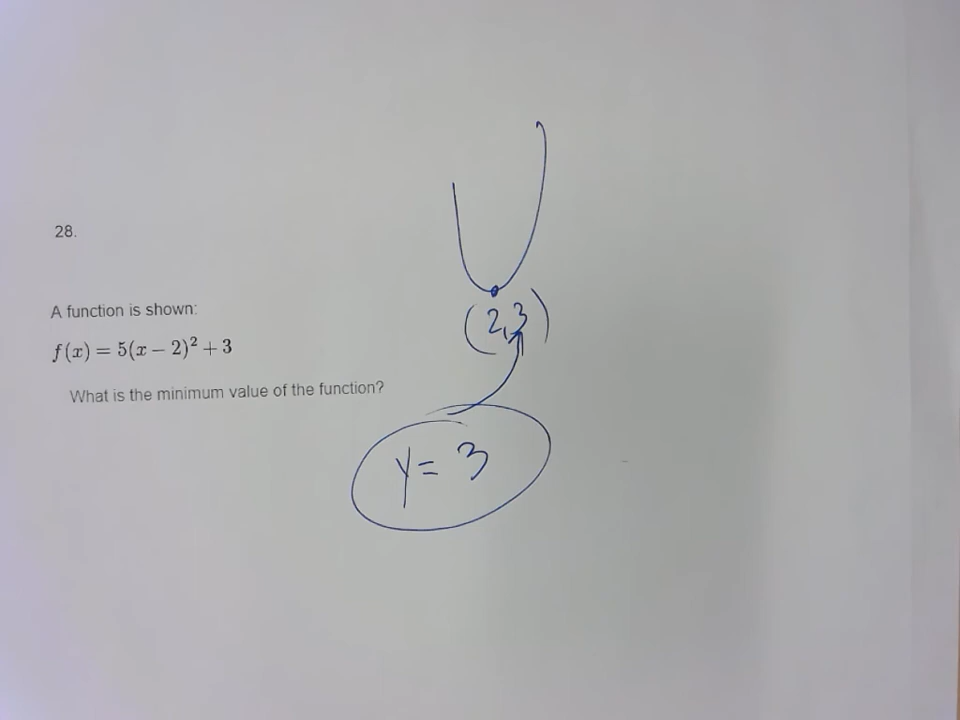 28.
A function is shown:
f(x) = 5(x − 2)² + 3
What is the minimum value of the function?
(2,3)
y = 3